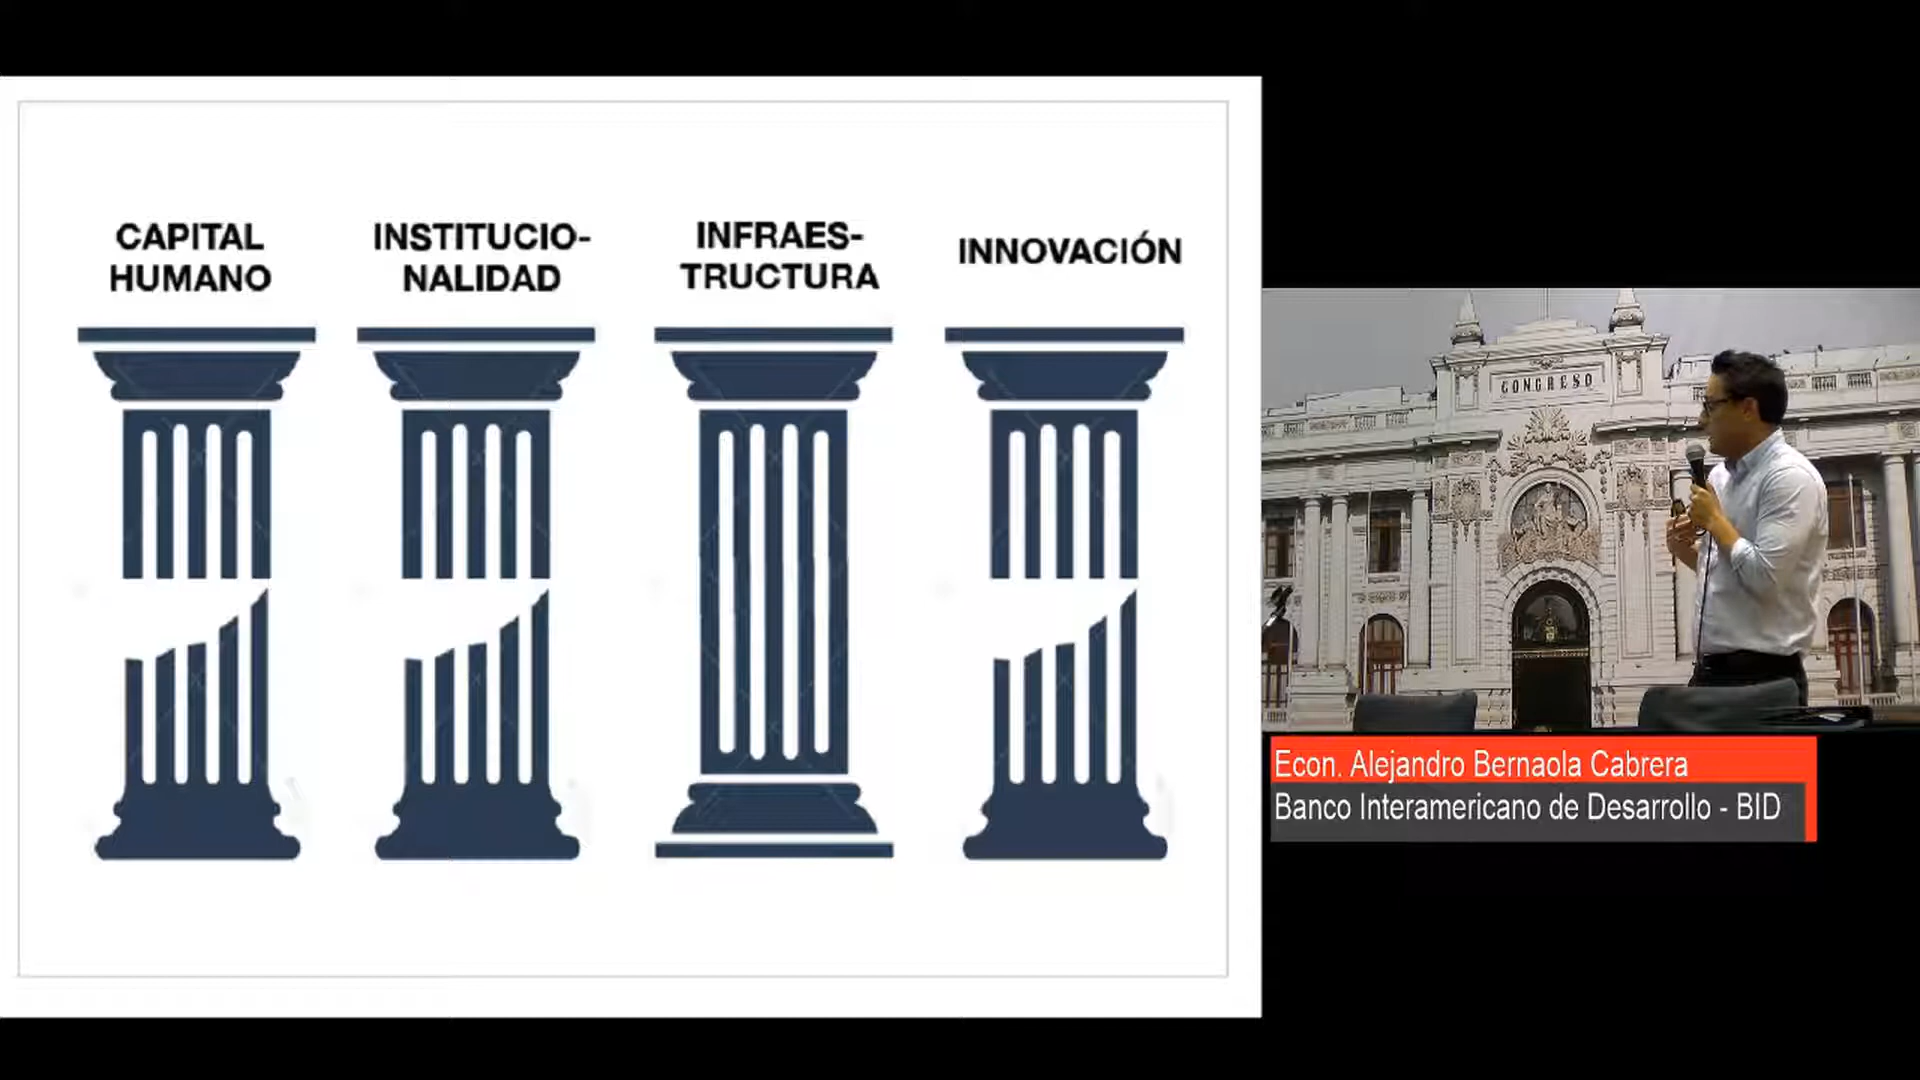 CAPITAL
HUMANO
INSTITUCIO-
NALIDAD
INFRAES-
TRUCTURA
INNOVACIÓN
CONGRESO
Econ. Alejandro Bernaola Cabrera
Banco Interamericano de Desarrollo - BID